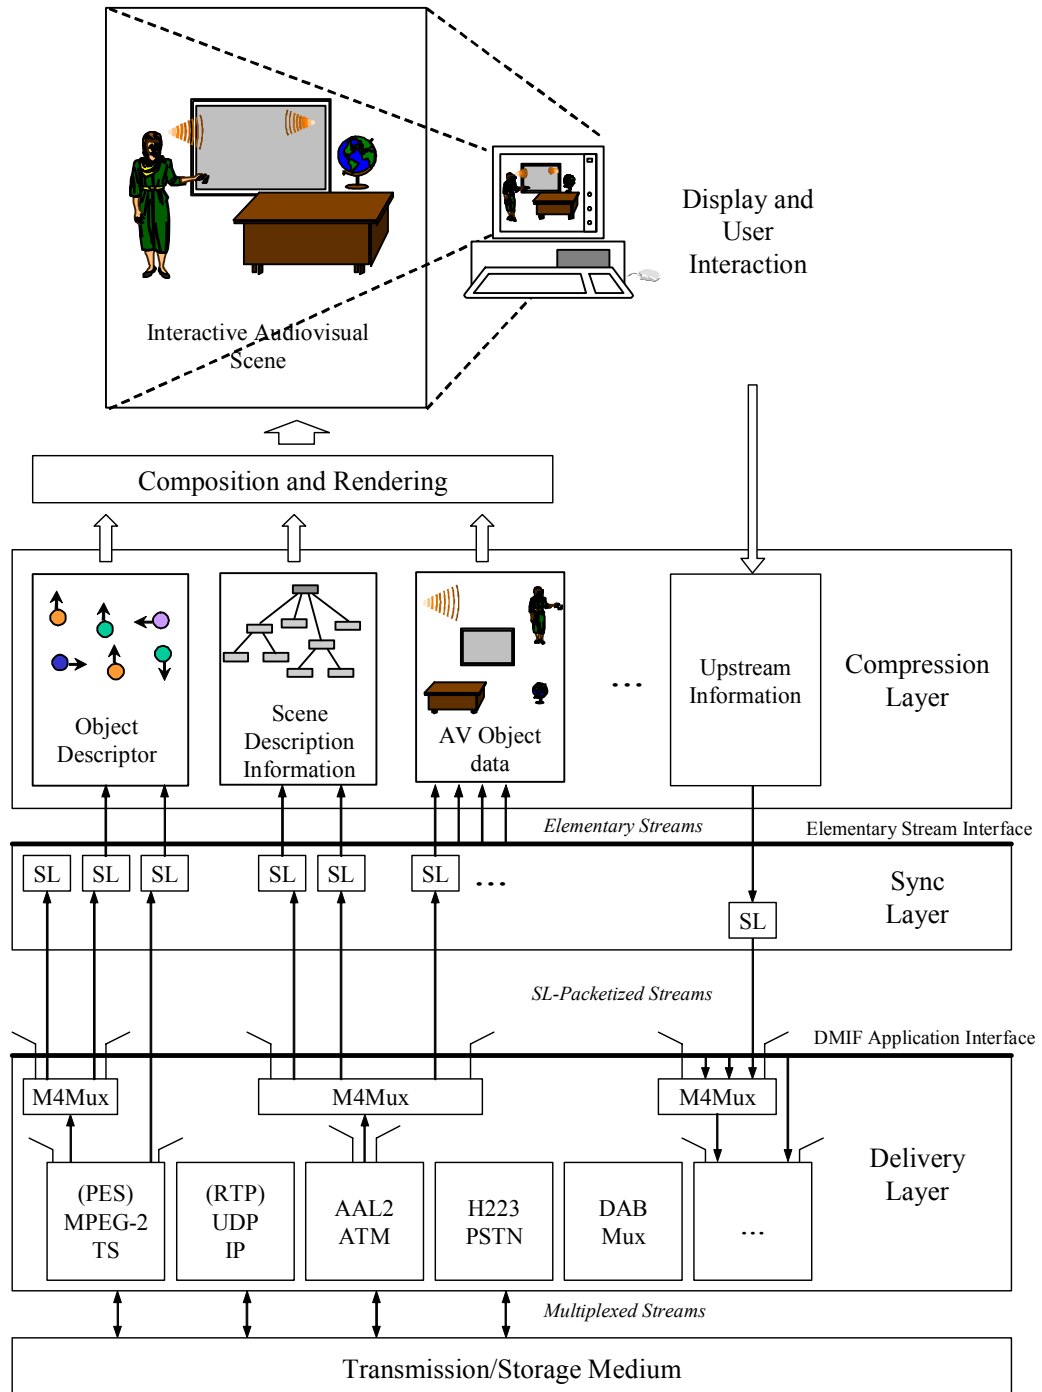 Display and
User
Interaction
Interactive Audiovisual
Scene
Composition and Rendering
Object
Descriptor
Scene
Description
Information
AV Object
data
...
Upstream
Information
Compression
Layer
Elementary Streams
Elementary Stream Interface
SL
SL
SL
SL
SL
SL
...
SL
Sync
Layer
SL-Packetized Streams
DMIF Application Interface
M4Mux
M4Mux
M4Mux
(PES)
MPEG-2
TS
(RTP)
UDP
IP
AAL2
ATM
H223
PSTN
DAB
Mux
...
Delivery
Layer
Multiplexed Streams
Transmission/Storage Medium